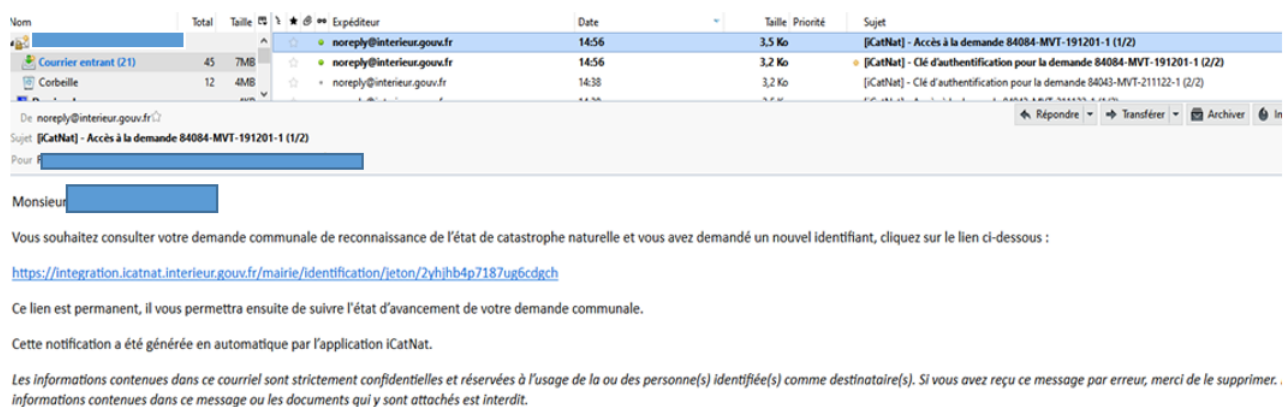 Nom Total Taille Expéditeur Date Taille Priorité Sujet
noreply@interieur.gouv.fr 14:56 3,5 Ko [iCatNat] - Accès à la demande 84084-MVT-191201-1 (1/2)
Courrier entrant (21) 45 7MB noreply@interieur.gouv.fr 14:56 3,2 Ko [iCatNat] - Clé d'authentification pour la demande 84084-MVT-191201-1 (2/2)
Corbeille 12 4MB noreply@interieur.gouv.fr 14:38 3,2 Ko [iCatNat] - Clé d'authentification pour la demande 84043-MVT-211122-1 (2/2)
De noreply@interieur.gouv.fr Répondre Transférer Archiver
Sujet [iCatNat] - Accès à la demande 84084-MVT-191201-1 (1/2)
Pour
Monsieur
Vous souhaitez consulter votre demande communale de reconnaissance de l'état de catastrophe naturelle et vous avez demandé un nouvel identifiant, cliquez sur le lien ci-dessous :
https://integration.icatnat.interieur.gouv.fr/mairie/identification/jeton/2yhjhb4p7187ug6cdgch
Ce lien est permanent, il vous permettra ensuite de suivre l'état d'avancement de votre demande communale.
Cette notification a été générée en automatique par l'application iCatNat.
Les informations contenues dans ce courriel sont strictement confidentielles et réservées à l'usage de la ou des personne(s) identifiée(s) comme destinataire(s). Si vous avez reçu ce message par erreur, merci de le supprimer.
informations contenues dans ce message ou les documents qui y sont attachés est interdit.